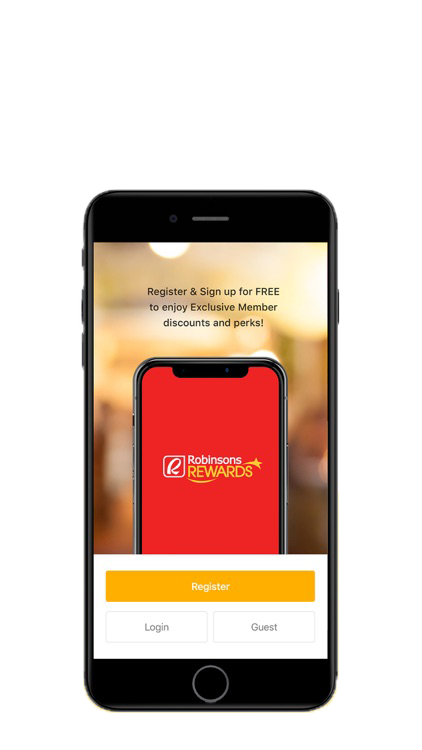 Register & Sign up for FREE
to enjoy Exclusive Member
discounts and perks!
R Robinsons
REWARDS
Register
Login Guest